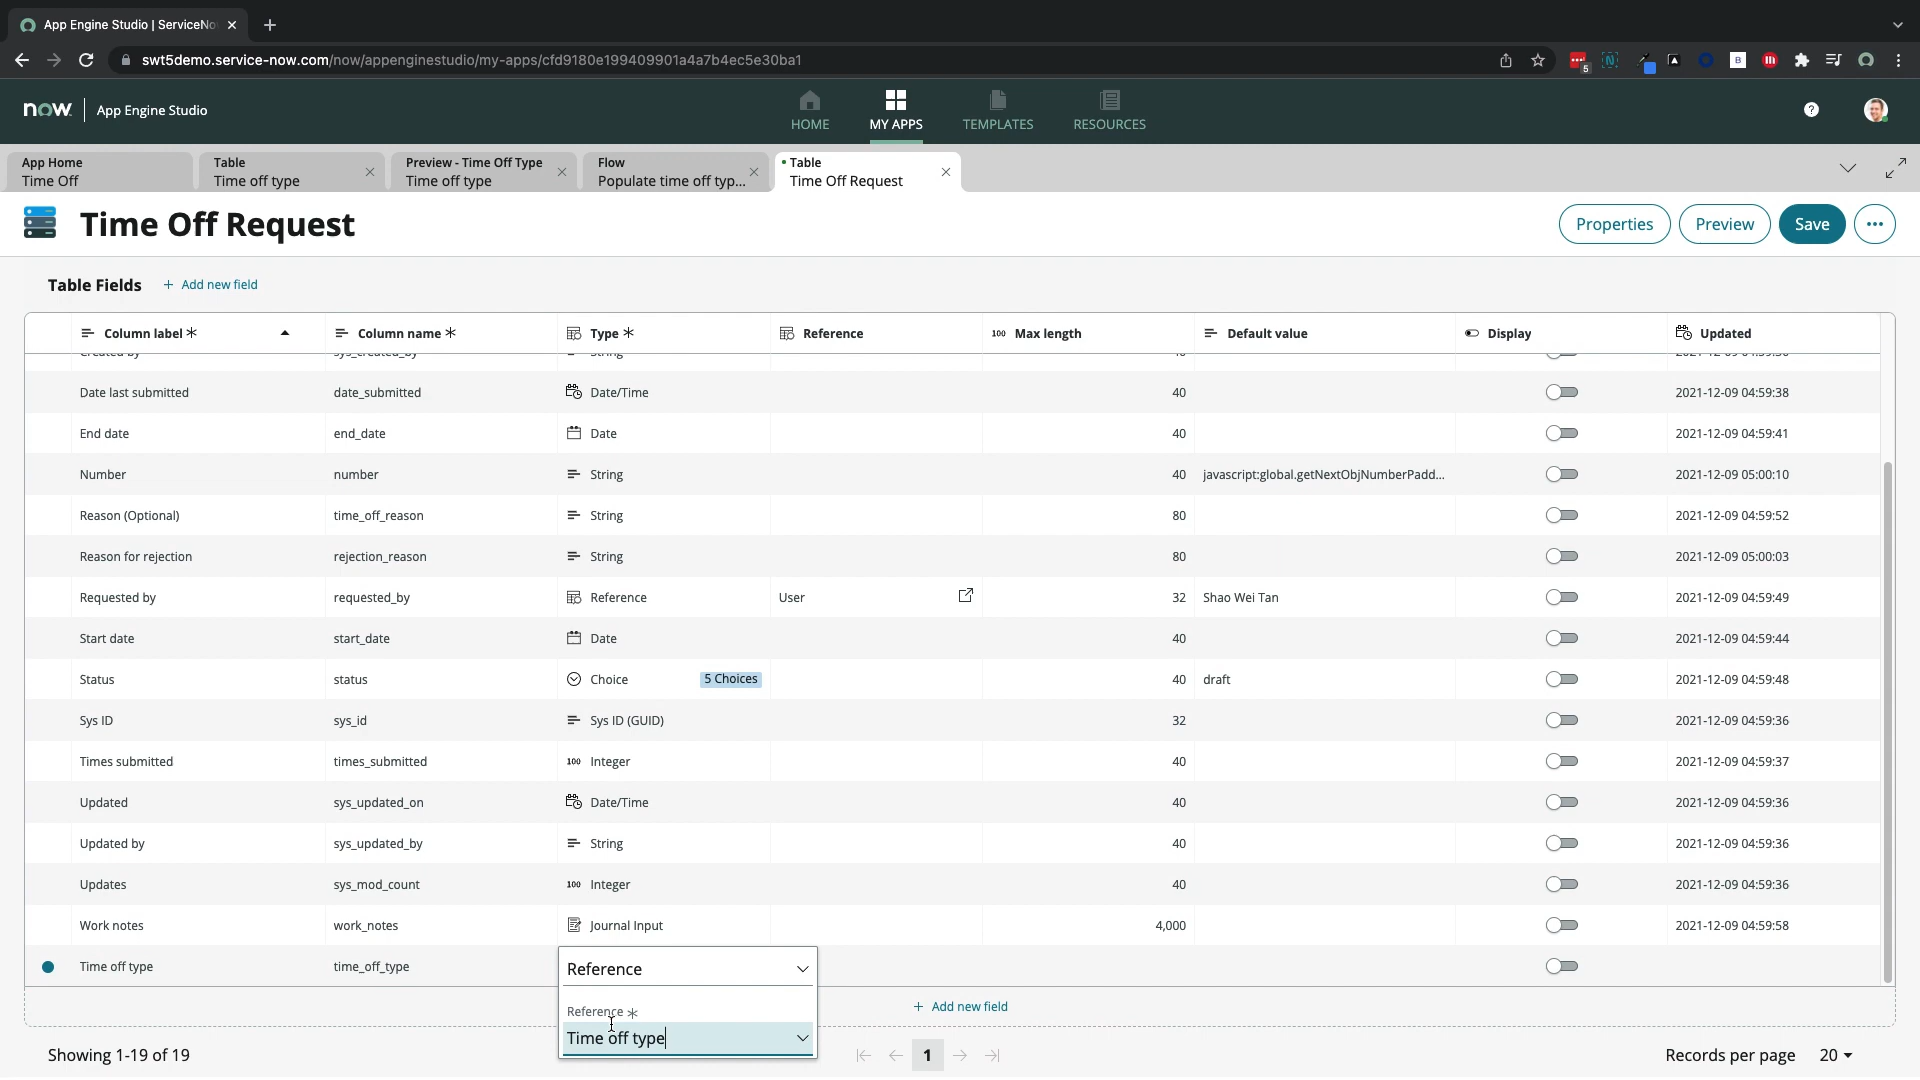 App Engine Studio | ServiceNo
swt5demo.service-now.com/now/appenginestudio/my-apps/cfd9180e199409901a4a7b4ec5e30ba1
5
B
now. App Engine Studio
HOME
MY APPS
TEMPLATES
RESOURCES
?
App Home
Time Off
Table
Time off type
Preview - Time Off Type
Time off type
Flow
Populate time off typ...
Table
Time Off Request
Time Off Request
Properties
Preview
Save
Table Fields
+ Add new field
Column label *
Column name *
Type *
Reference
100 Max length
Default value
Display
Updated
Created by sys_created_by String
Date last submitted date_submitted Date/Time 40 2021-12-09 04:59:38
End date end_date Date 40 2021-12-09 04:59:41
Number number String 40 javascript:global.getNextObjNumberPadd... 2021-12-09 05:00:10
Reason (Optional) time_off_reason String 80 2021-12-09 04:59:52
Reason for rejection rejection_reason String 80 2021-12-09 05:00:03
Requested by requested_by Reference User 32 Shao Wei Tan 2021-12-09 04:59:49
Start date start_date Date 40 2021-12-09 04:59:44
Status status Choice 5 Choices 40 draft 2021-12-09 04:59:48
Sys ID sys_id Sys ID (GUID) 32 2021-12-09 04:59:36
Times submitted times_submitted 100 Integer 40 2021-12-09 04:59:37
Updated sys_updated_on Date/Time 40 2021-12-09 04:59:36
Updated by sys_updated_by String 40 2021-12-09 04:59:36
Updates sys_mod_count 100 Integer 40 2021-12-09 04:59:36
Work notes work_notes Journal Input 4,000 2021-12-09 04:59:58
Time off type time_off_type Reference
Reference *
Time off type
+ Add new field
Showing 1-19 of 19
1
Records per page 20